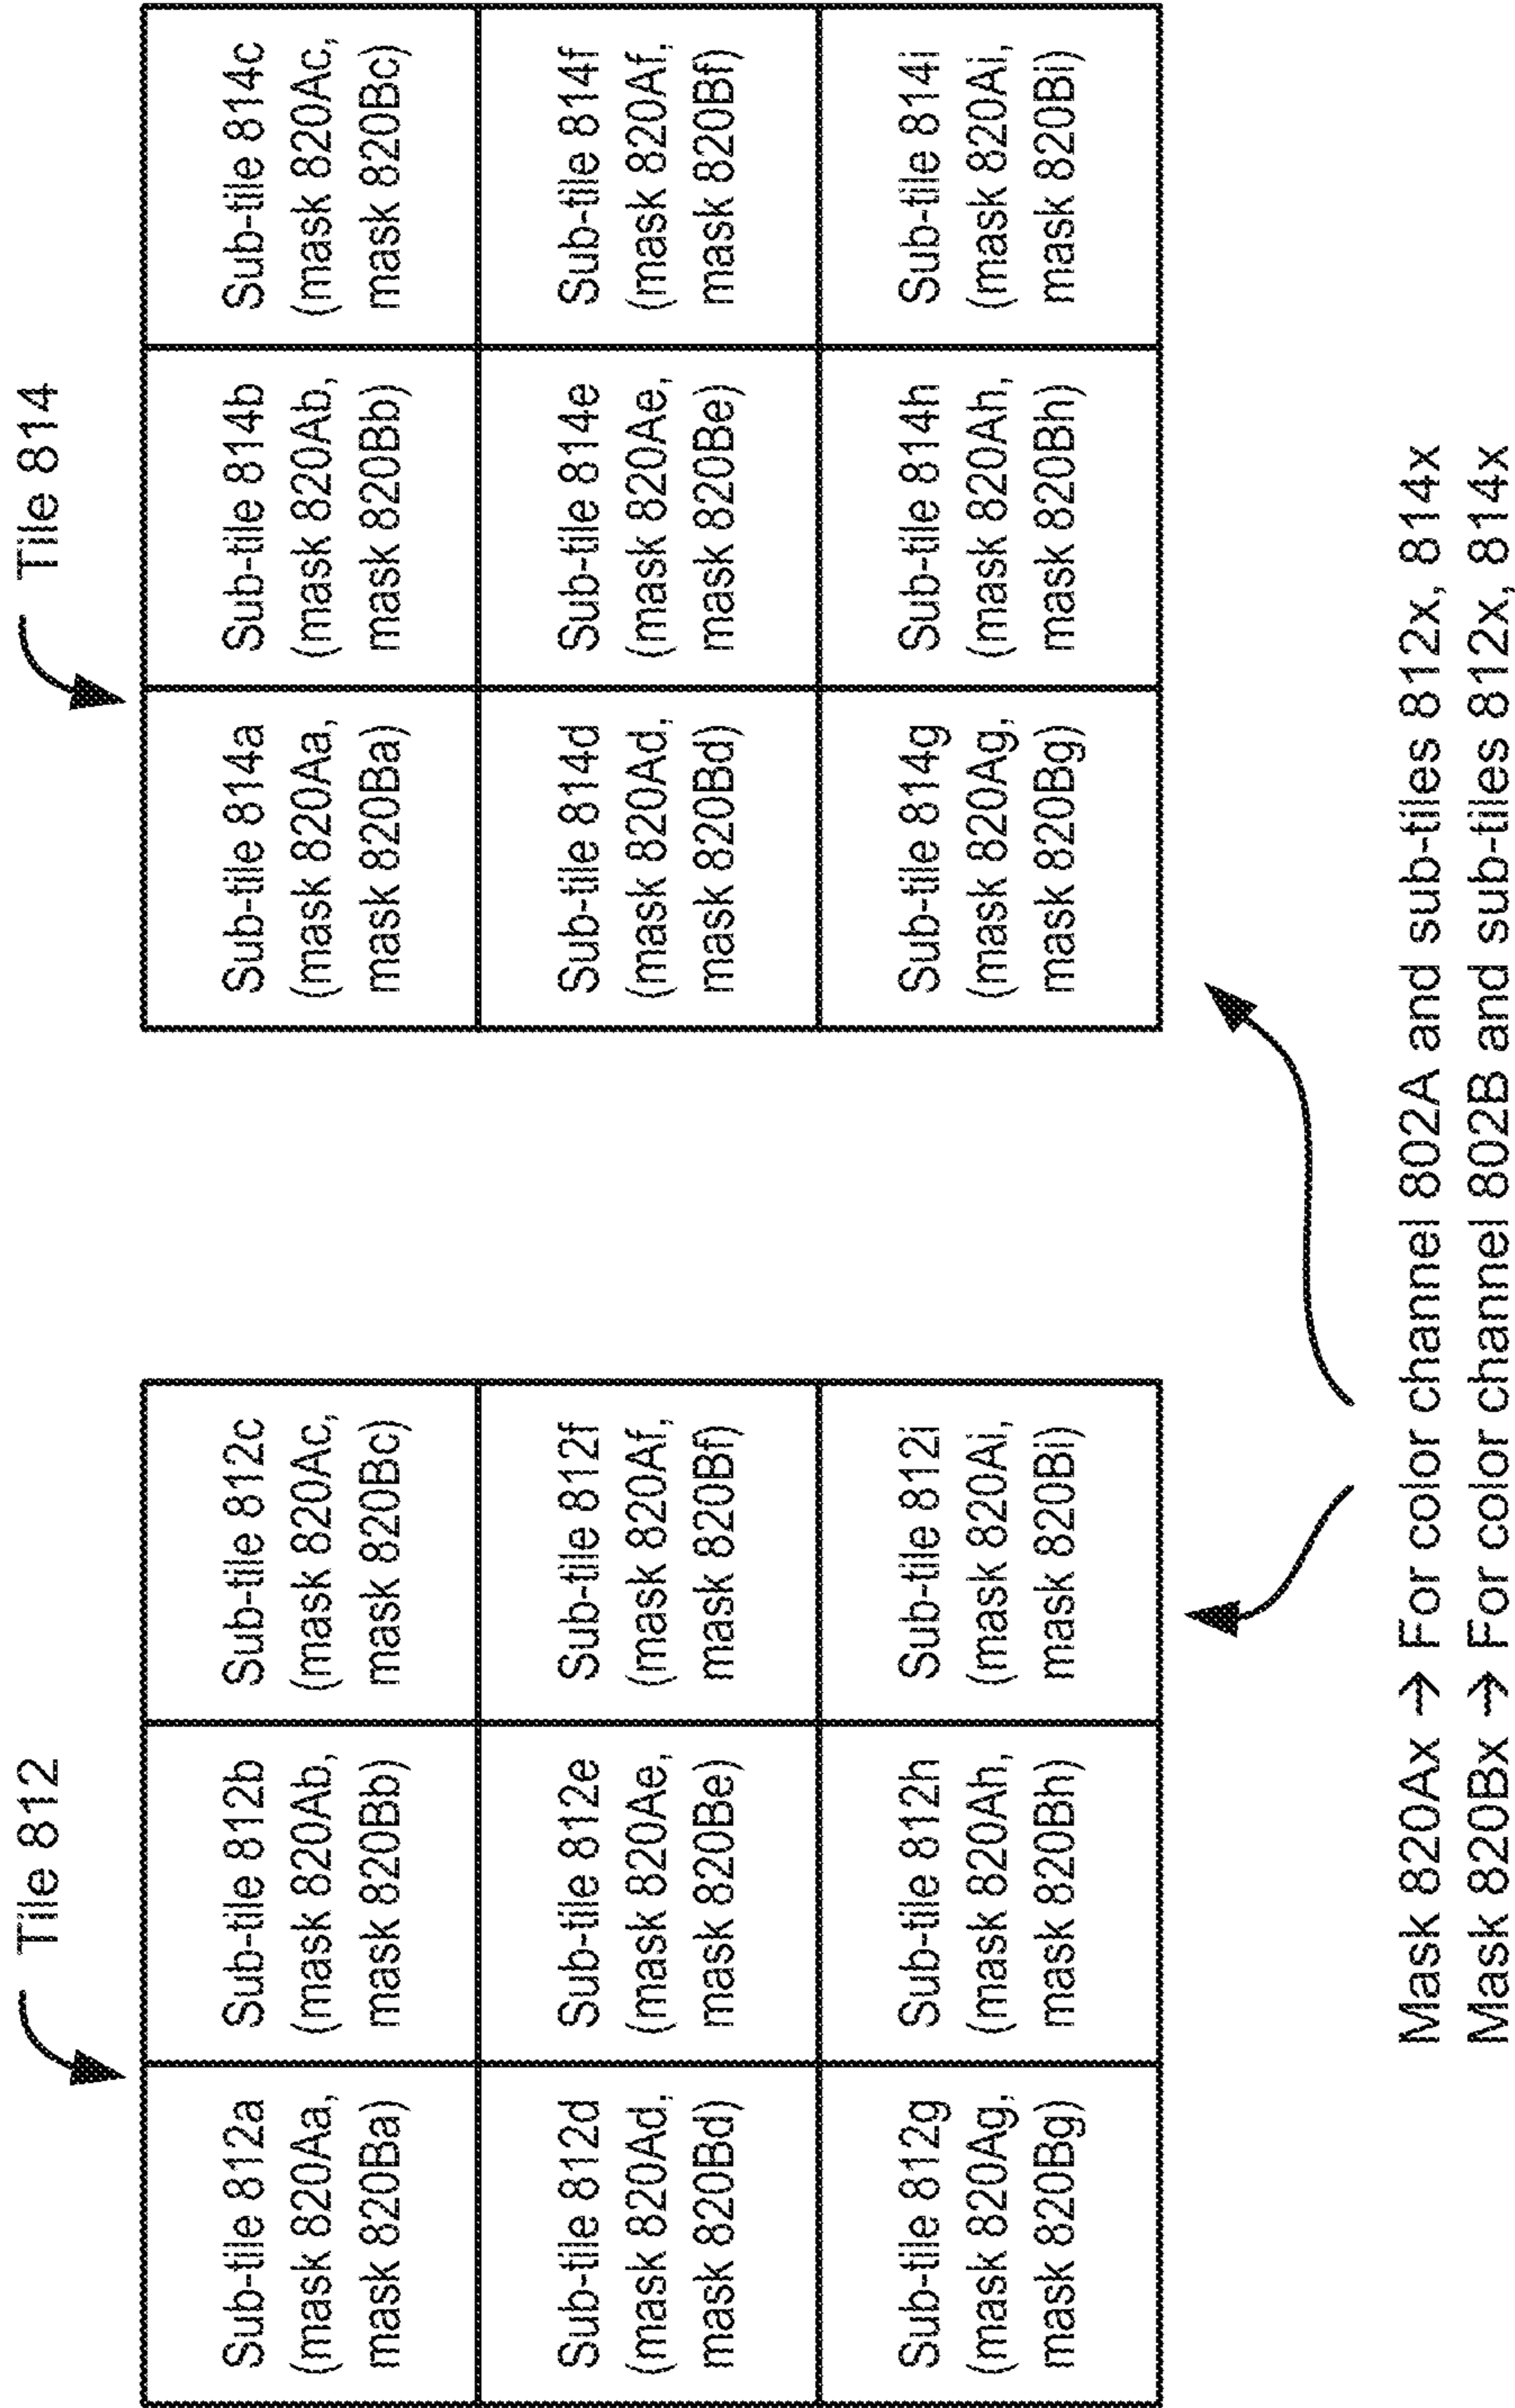 Tile 812
Sub-tile 812a
(mask 820Aa,
mask 820Ba)
Sub-tile 812b
(mask 820Ab,
mask 820Bb)
Sub-tile 812c
(mask 820Ac,
mask 820Bc)
Sub-tile 812d
(mask 820Ad,
mask 820Bd)
Sub-tile 812e
(mask 820Ae,
mask 820Be)
Sub-tile 812f
(mask 820Af,
mask 820Bf)
Sub-tile 812g
(mask 820Ag,
mask 820Bg)
Sub-tile 812h
(mask 820Ah,
mask 820Bh)
Sub-tile 812i
(mask 820Ai,
mask 820Bi)
Tile 814
Sub-tile 814a
(mask 820Aa,
mask 820Ba)
Sub-tile 814b
(mask 820Ab,
mask 820Bb)
Sub-tile 814c
(mask 820Ac,
mask 820Bc)
Sub-tile 814d
(mask 820Ad,
mask 820Bd)
Sub-tile 814e
(mask 820Ae,
mask 820Be)
Sub-tile 814f
(mask 820Af,
mask 820Bf)
Sub-tile 814g
(mask 820Ag,
mask 820Bg)
Sub-tile 814h
(mask 820Ah,
mask 820Bh)
Sub-tile 814i
(mask 820Ai,
mask 820Bi)
Mask 820Ax → For color channel 802A and sub-tiles 812x, 814x
Mask 820Bx → For color channel 802B and sub-tiles 812x, 814x